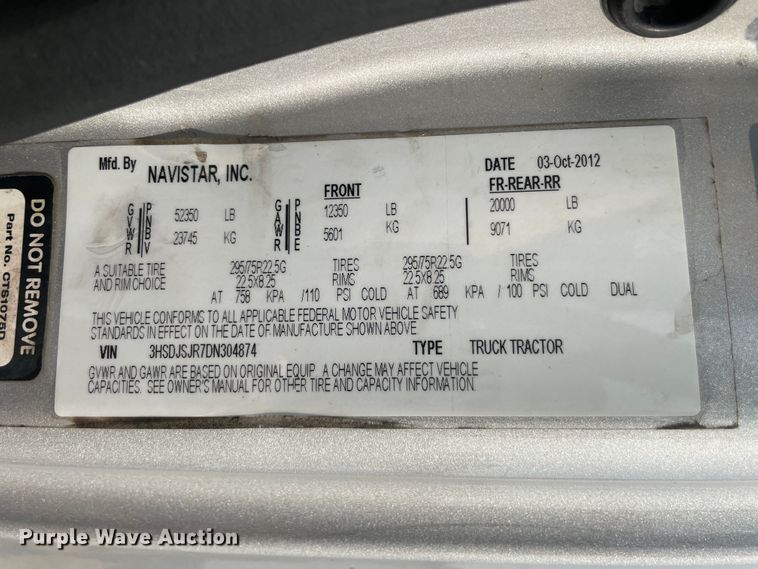 Mfd. By NAVISTAR, INC. DATE 03-Oct-2012
FRONT FR-REAR-RR
GVWR PNBV 52350 LB GAWR PNBE 12350 LB 20000 LB
23745 KG 5601 KG 9071 KG
A SUITABLE TIRE 295/75R22.5G TIRES 295/75R22.5G TIRES
AND RIM CHOICE 22.5X8.25 RIMS 22.5X8.25 RIMS
AT 758 KPA /110 PSI COLD AT 689 KPA / 100 PSI COLD DUAL
THIS VEHICLE CONFORMS TO ALL APPLICABLE FEDERAL MOTOR VEHICLE SAFETY
STANDARDS IN EFFECT ON THE DATE OF MANUFACTURE SHOWN ABOVE.
VIN 3HSDJSJR7DN304874 TYPE TRUCK TRACTOR
GVWR AND GAWR ARE BASED ON ORIGINAL EQUIP. A CHANGE MAY AFFECT VEHICLE
CAPACITIES. SEE OWNER'S MANUAL FOR OTHER TIRE AND CAPACITY INFORMATION.
DO NOT REMOVE
Part No. CTS1075D
Purple Wave Auction